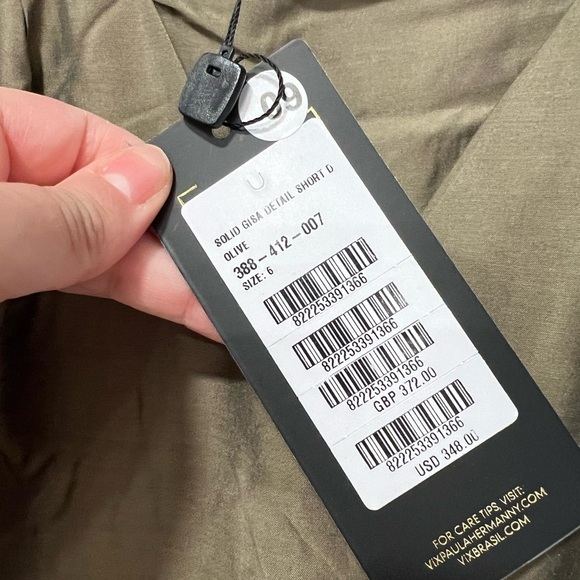 09
SOLID GISA DETAIL SHORT D
OLIVE
388-412-007
SIZE: 6
822253391366
822253391366
822253391366
GBP 372.00
822253391366
USD 348.00
FOR CARE TIPS, VISIT:
VIXPAULAHERMANNY.COM
VIXBRASIL.COM